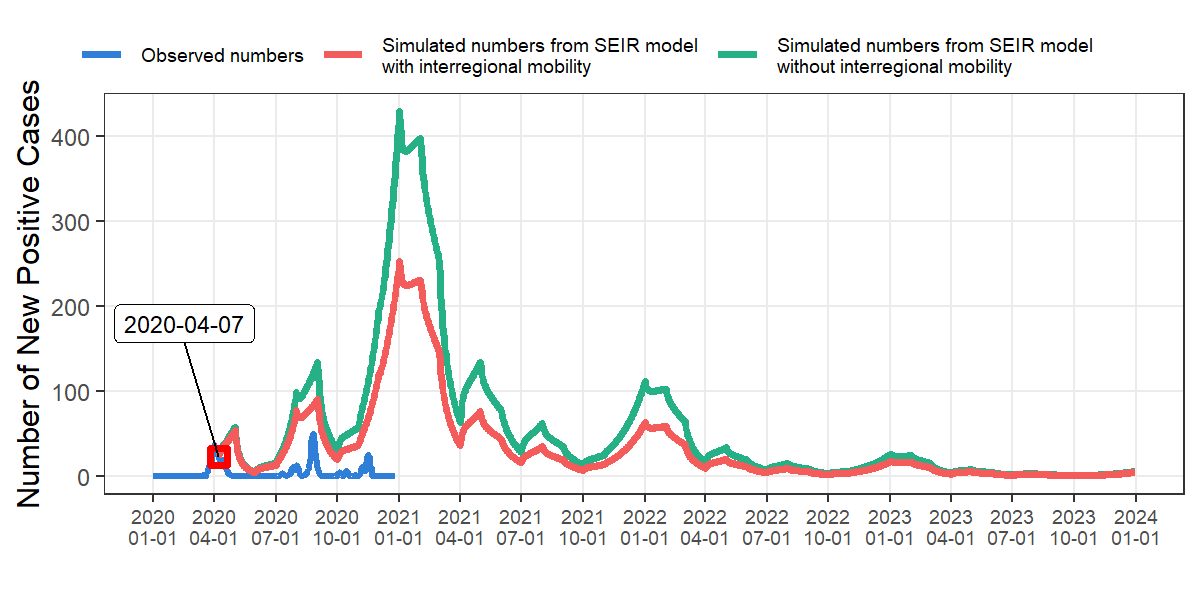 Observed numbers
Simulated numbers from SEIR model
with interregional mobility
Simulated numbers from SEIR model
without interregional mobility
Number of New Positive Cases
400
300
200
100
0
2020-04-07
2020 2020 2020 2020 2021 2021 2021 2021 2022 2022 2022 2022 2023 2023 2023 2023 2024
01-01 04-01 07-01 10-01 01-01 04-01 07-01 10-01 01-01 04-01 07-01 10-01 01-01 04-01 07-01 10-01 01-01